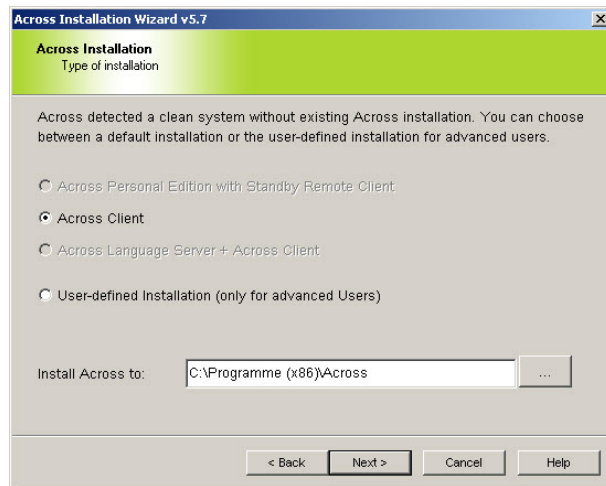 Across Installation Wizard v5.7
Across Installation
Type of installation
Across detected a clean system without existing Across installation. You can choose
between a default installation or the user-defined installation for advanced users.
Across Personal Edition with Standby Remote Client
Across Client
Across Language Server + Across Client
User-defined Installation (only for advanced Users)
Install Across to: C:\Programme (x86)\Across ...
< Back Next > Cancel Help